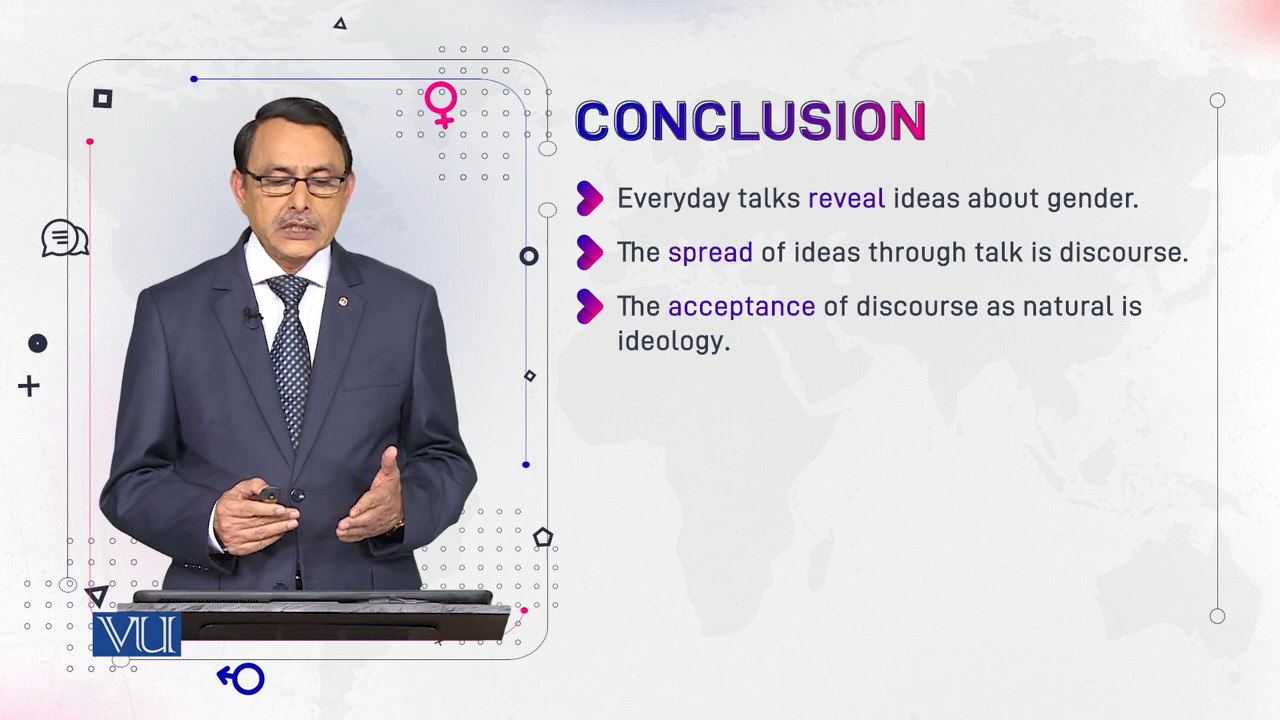 CONCLUSION
Everyday talks reveal ideas about gender.
The spread of ideas through talk is discourse.
The acceptance of discourse as natural is
ideology.
VU